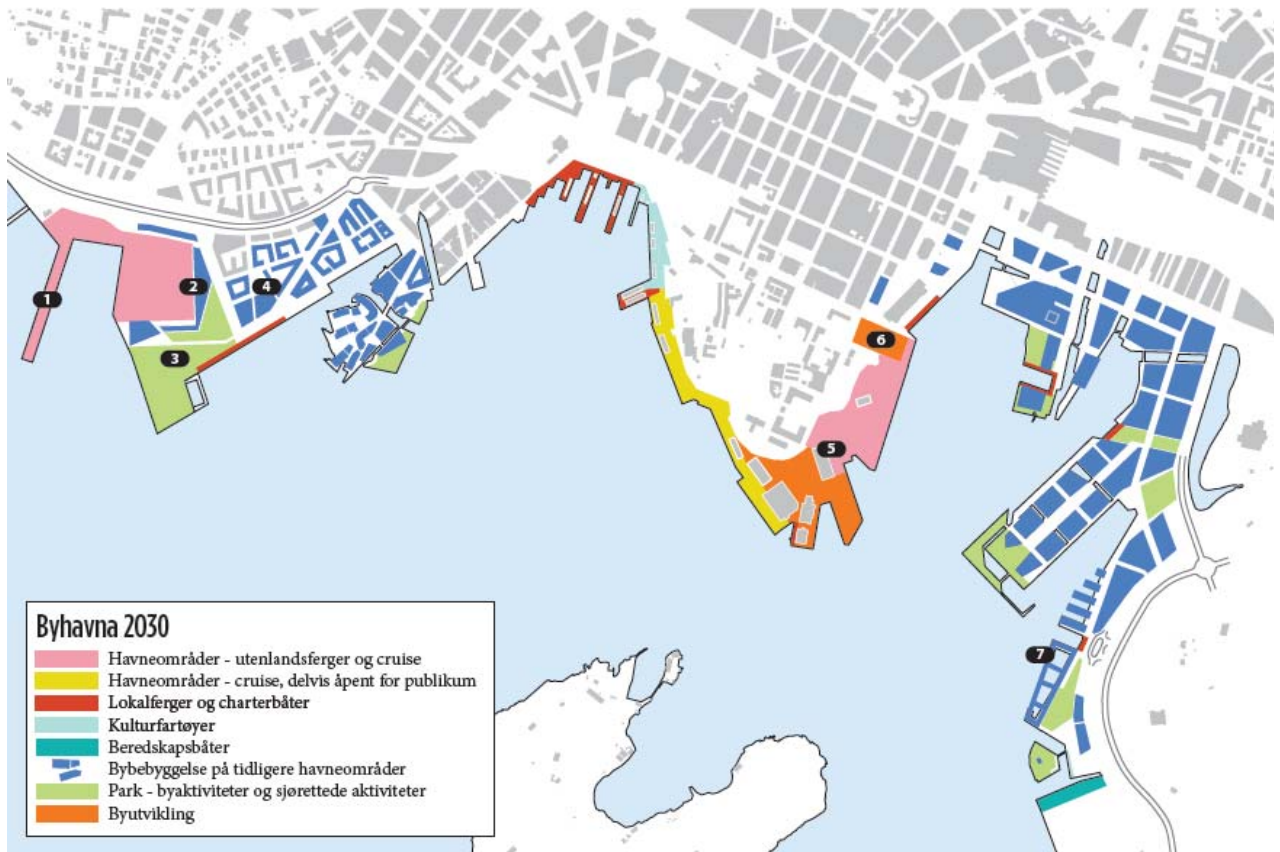 1
2
4
3
6
5
7
Byhavna 2030
Havneområder - utenlandsferger og cruise
Havneområder - cruise, delvis åpent for publikum
Lokalferger og charterbåter
Kulturfartøyer
Beredskapsbåter
Bybebyggelse på tidligere havneområder
Park - byaktiviteter og sjørettede aktiviteter
Byutvikling